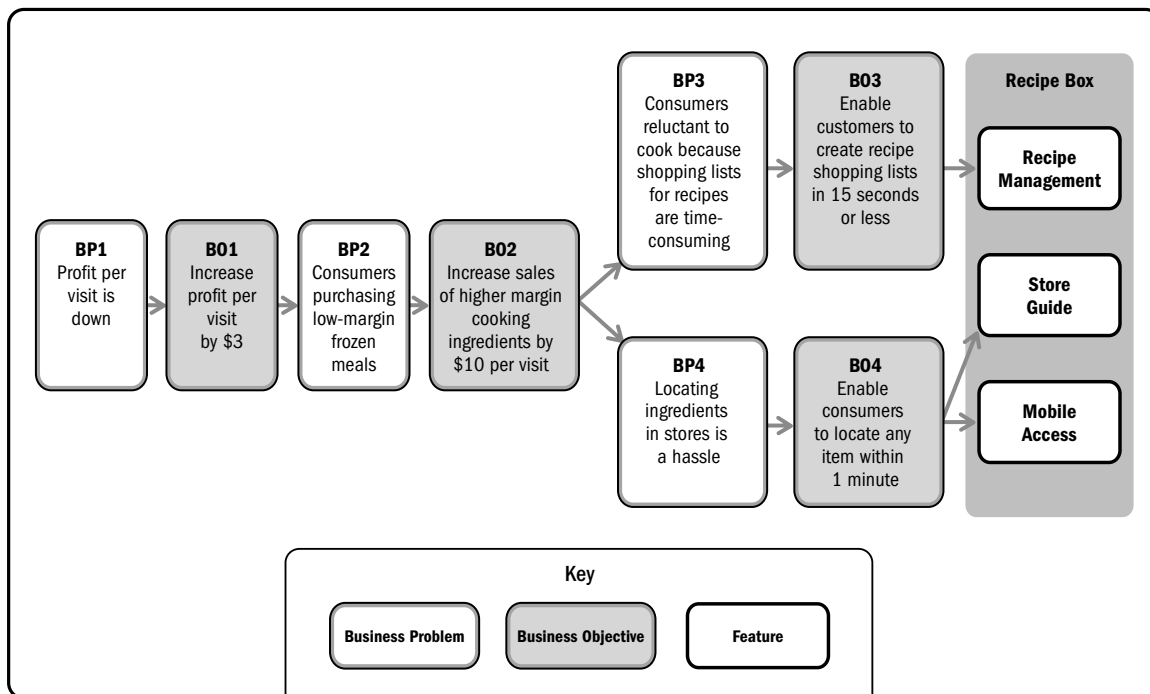 BP1
Profit per
visit is
down
BO1
Increase
profit per
visit
by $3
BP2
Consumers
purchasing
low-margin
frozen
meals
BO2
Increase sales
of higher margin
cooking
ingredients by
$10 per visit
BP3
Consumers
reluctant to
cook because
shopping lists
for recipes
are time-
consuming
BO3
Enable
customers to
create recipe
shopping lists
in 15 seconds
or less
BP4
Locating
ingredients
in stores is
a hassle
BO4
Enable
consumers
to locate any
item within
1 minute
Recipe Box
Recipe
Management
Store
Guide
Mobile
Access
Key
Business Problem
Business Objective
Feature